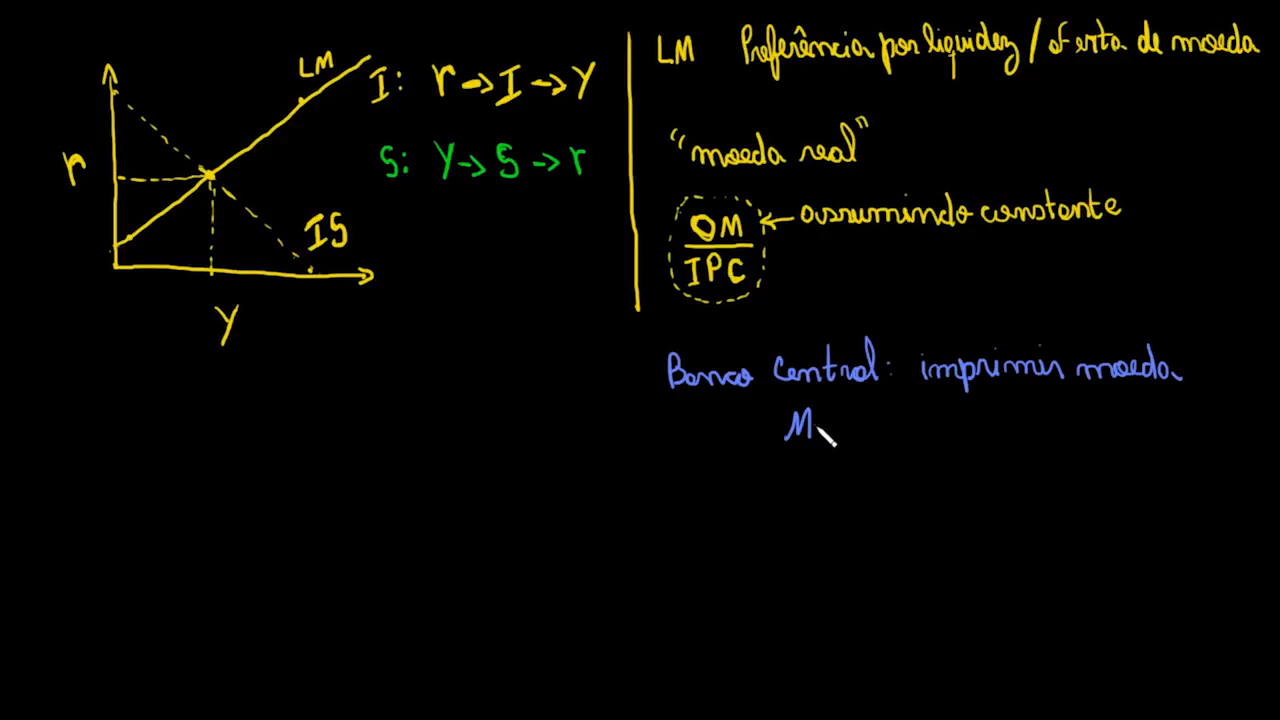 LM
r
IS
Y
I: r → I → Y
S: Y → S → r
LM Preferência por liquidez / oferta de moeda
"moeda real"
OM ← assumindo constante
IPC
Banco Central: imprimir moeda
M